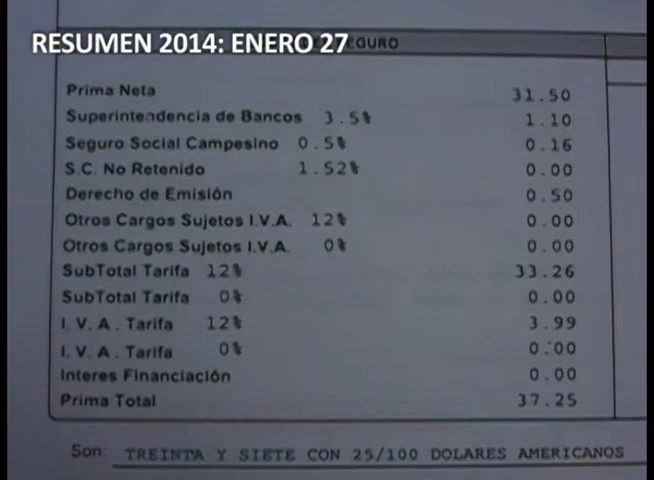 RESUMEN 2014: ENERO 27
SEGURO
Prima Neta 31.50
Superintendencia de Bancos 3.5% 1.10
Seguro Social Campesino 0.5% 0.16
S.C. No Retenido 1.52% 0.00
Derecho de Emisión 0.50
Otros Cargos Sujetos I.V.A. 12% 0.00
Otros Cargos Sujetos I.V.A. 0% 0.00
SubTotal Tarifa 12% 33.26
SubTotal Tarifa 0% 0.00
I.V.A. Tarifa 12% 3.99
I.V.A. Tarifa 0% 0.00
Interes Financiación 0.00
Prima Total 37.25
Son: TREINTA Y SIETE CON 25/100 DOLARES AMERICANOS